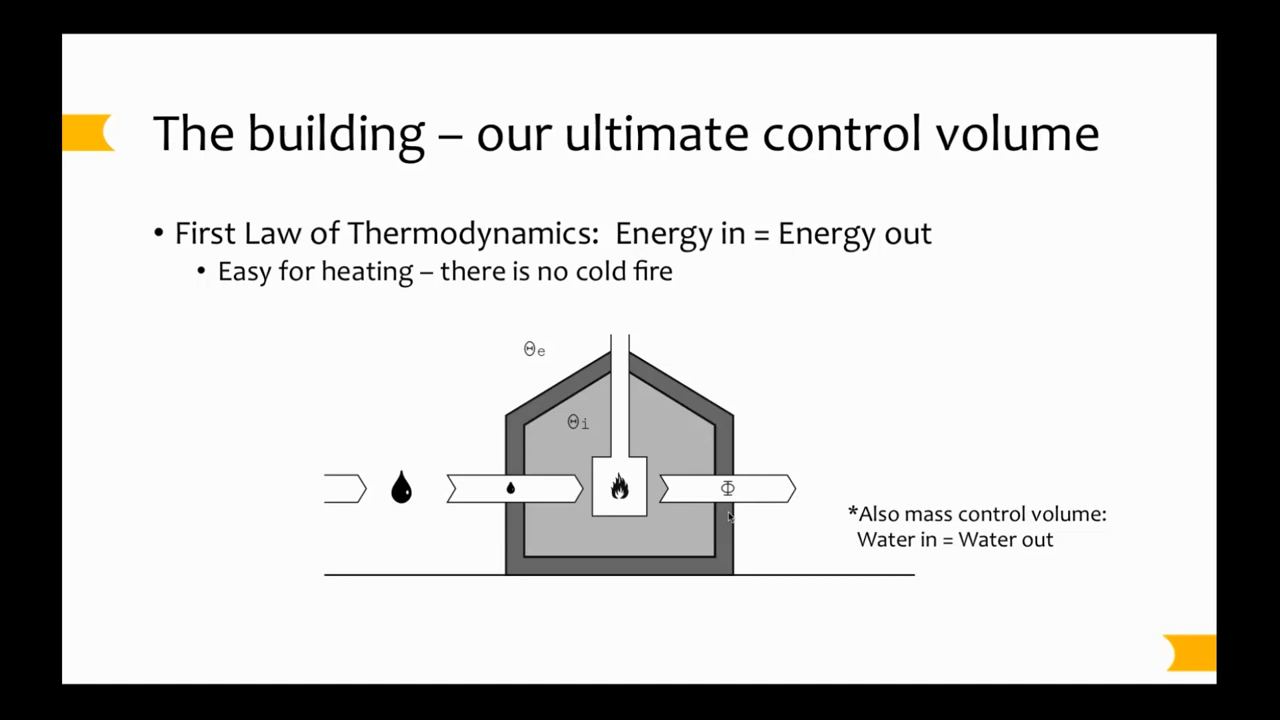 The building – our ultimate control volume
• First Law of Thermodynamics:  Energy in = Energy out
• Easy for heating – there is no cold fire
Θe
Θi
Φ
*Also mass control volume:
Water in = Water out